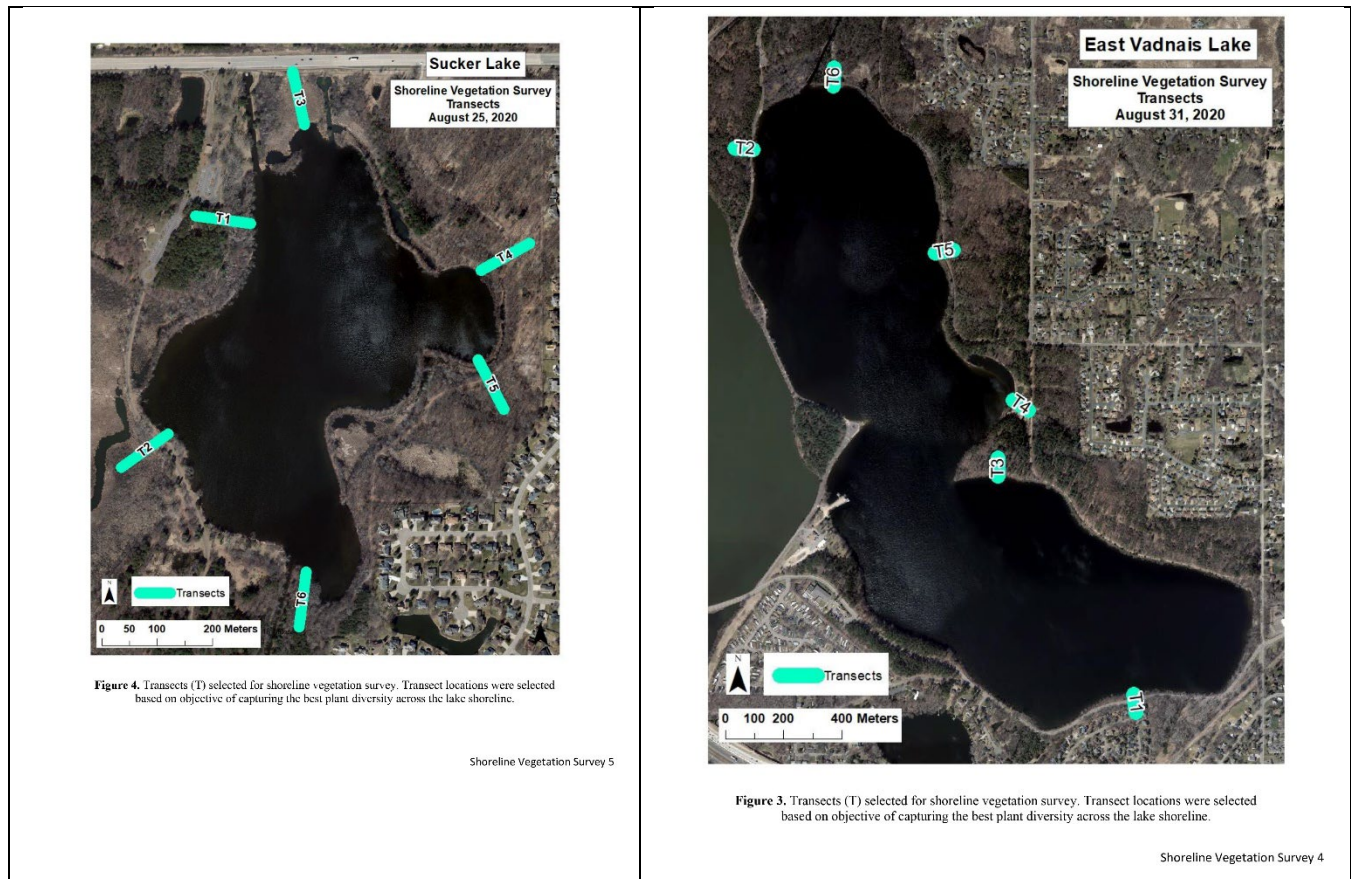 Sucker Lake
Shoreline Vegetation Survey
Transects
August 25, 2020
T3
T1
T4
T5
T2
T6
N
Transects
0 50 100 200 Meters
Figure 4. Transects (T) selected for shoreline vegetation survey. Transect locations were selected
based on objective of capturing the best plant diversity across the lake shoreline.
Shoreline Vegetation Survey 5
East Vadnais Lake
Shoreline Vegetation Survey
Transects
August 31, 2020
T6
T2
T5
T4
T3
T1
N
Transects
0 100 200 400 Meters
Figure 3. Transects (T) selected for shoreline vegetation survey. Transect locations were selected
based on objective of capturing the best plant diversity across the lake shoreline.
Shoreline Vegetation Survey 4